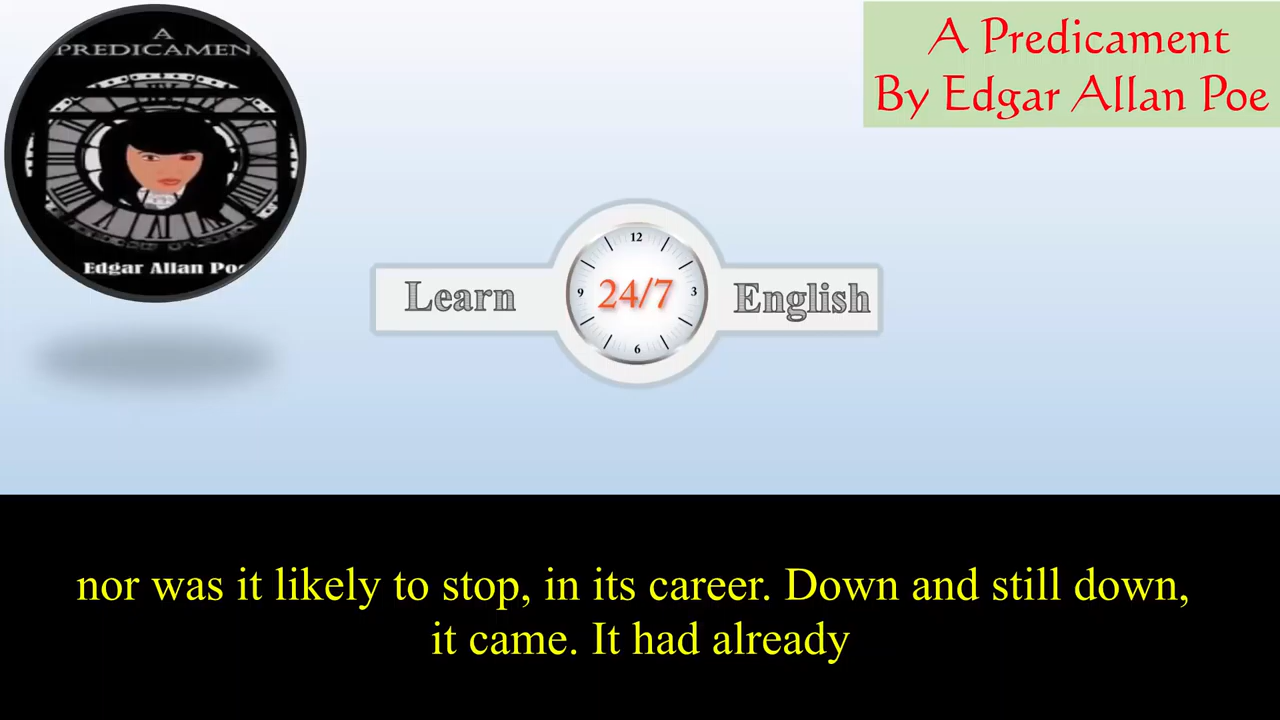 A
PREDICAMEN
Edgar Allan Poe
A Predicament
By Edgar Allan Poe
12
9
3
6
Learn
24/7
English
nor was it likely to stop, in its career. Down and still down,
it came. It had already